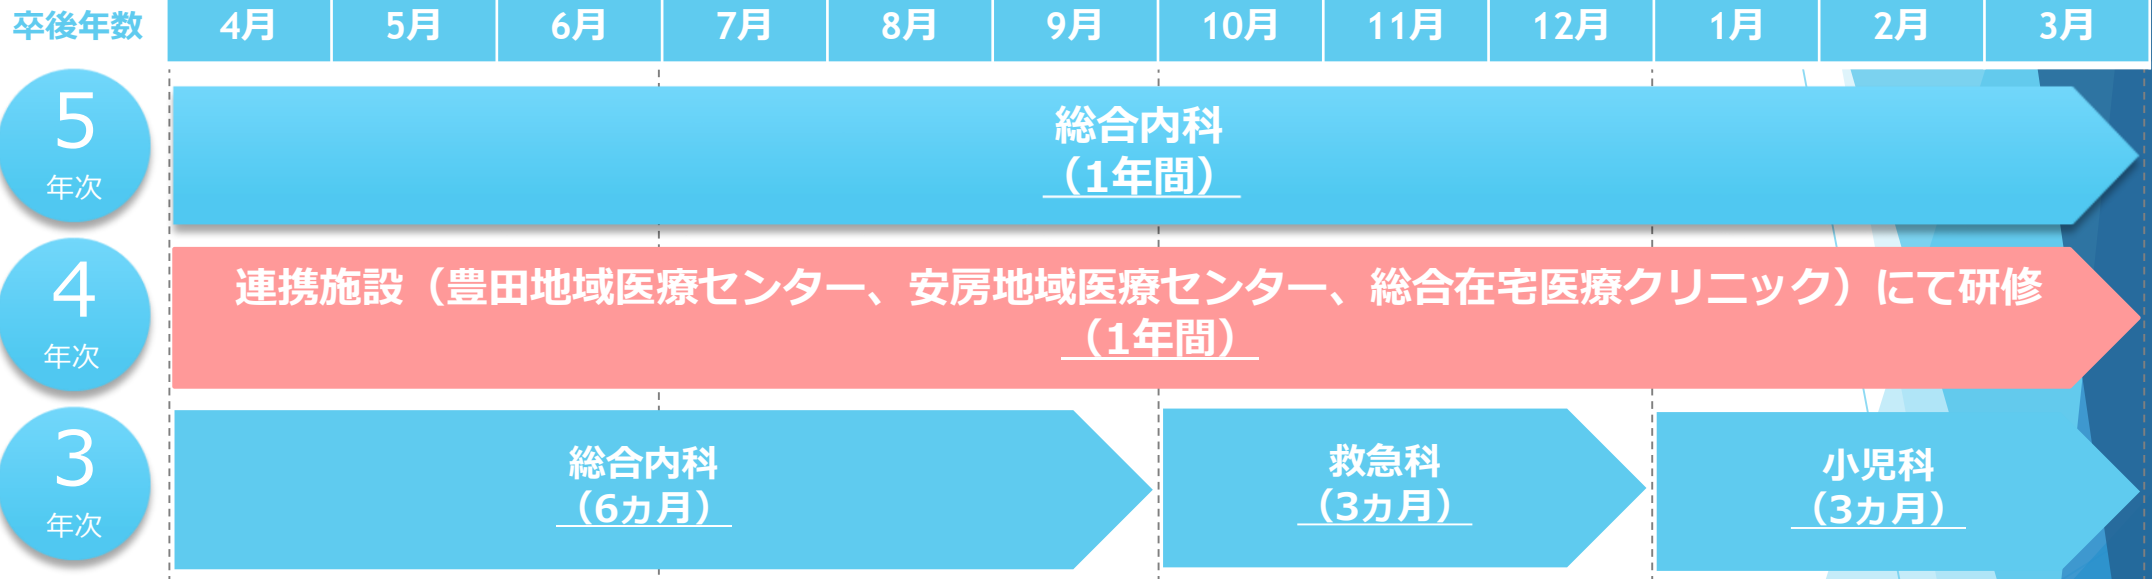 卒後年数 4月 5月 6月 7月 8月 9月 10月 11月 12月 1月 2月 3月
5
年次
総合内科
（1年間）
4
年次
連携施設（豊田地域医療センター、安房地域医療センター、総合在宅医療クリニック）にて研修
（1年間）
3
年次
総合内科
（6カ月）
救急科
（3カ月）
小児科
（3カ月）